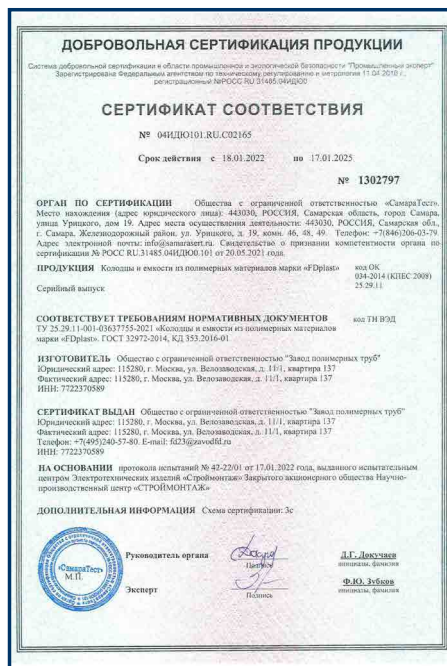 ДОБРОВОЛЬНАЯ СЕРТИФИКАЦИЯ ПРОДУКЦИИ
Система добровольной сертификации в области промышленной и экологической безопасности "Промышленный эксперт"
Зарегистрирована Федеральным агентством по техническому регулированию и метрологии 11.04.2018 г.,
регистрационный №РОСС RU.31485.04ИДЮ0
СЕРТИФИКАТ СООТВЕТСТВИЯ
№ 04ИДЮ101.RU.С02165
Срок действия с 18.01.2022 по 17.01.2025
№ 1302797
ОРГАН ПО СЕРТИФИКАЦИИ Общество с ограниченной ответственностью «СамараТест».
Место нахождения (адрес юридического лица): 443030, РОССИЯ, Самарская область, город Самара,
улица Урицкого, дом 19. Адрес места осуществления деятельности: 443030, РОССИЯ, Самарская обл.,
г. Самара, Железнодорожный район, ул. Урицкого, д. 19, комн. 46, 48, 49. Телефон: +7(846)206-03-79.
Адрес электронной почты: info@samarasert.ru. Свидетельство о признании компетентности органа по
сертификации № РОСС RU.31485.04ИДЮ0.101 от 20.05.2021 года.
ПРОДУКЦИЯ Колодцы и емкости из полимерных материалов марки «FDplast» код ОК
034-2014 (КПЕС 2008)
Серийный выпуск 25.29.11
СООТВЕТСТВУЕТ ТРЕБОВАНИЯМ НОРМАТИВНЫХ ДОКУМЕНТОВ код ТН ВЭД
ТУ 25.29.11-001-03637755-2021 «Колодцы и емкости из полимерных материалов
марки «FDplast». ГОСТ 32972-2014, КД 353.2016-01
ИЗГОТОВИТЕЛЬ Общество с ограниченной ответственностью "Завод полимерных труб"
Юридический адрес: 115280, г. Москва, ул. Велозаводская, д. 11/1, квартира 137
Фактический адрес: 115280, г. Москва, ул. Велозаводская, д. 11/1, квартира 137
ИНН: 7722370589
СЕРТИФИКАТ ВЫДАН Общество с ограниченной ответственностью "Завод полимерных труб"
Юридический адрес: 115280, г. Москва, ул. Велозаводская, д. 11/1, квартира 137
Фактический адрес: 115280, г. Москва, ул. Велозаводская, д. 11/1, квартира 137
Телефон: +7(495)240-57-80. E-mail: fd23@zavodfd.ru
ИНН: 7722370589
НА ОСНОВАНИИ протокола испытаний № 42-22/01 от 17.01.2022 года, выданного испытательным
центром Электротехнических изделий «Строймонтаж» Закрытого акционерного общества Научно-
производственный центр «СТРОЙМОНТАЖ»
ДОПОЛНИТЕЛЬНАЯ ИНФОРМАЦИЯ Схема сертификации: 3с
«СамараТест»
М.П.
Руководитель органа
Подпись
Д.Г. Докучаев
инициалы, фамилия
Эксперт
Подпись
Ф.Ю. Зубков
инициалы, фамилия